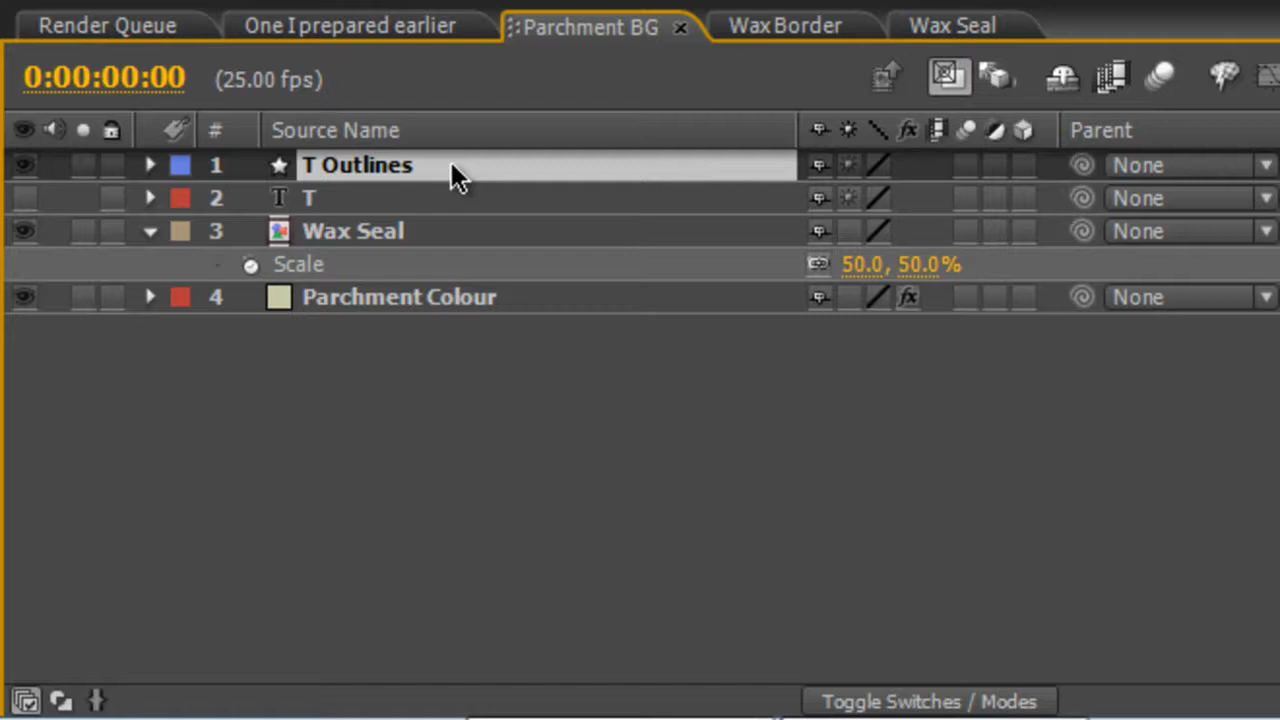 Render Queue One I prepared earlier Parchment BG Wax Border Wax Seal
0:00:00:00 (25.00 fps)
# Source Name Parent
1 T Outlines None
2 T None
3 Wax Seal None
Scale 50.0, 50.0%
4 Parchment Colour fx None
Toggle Switches / Modes